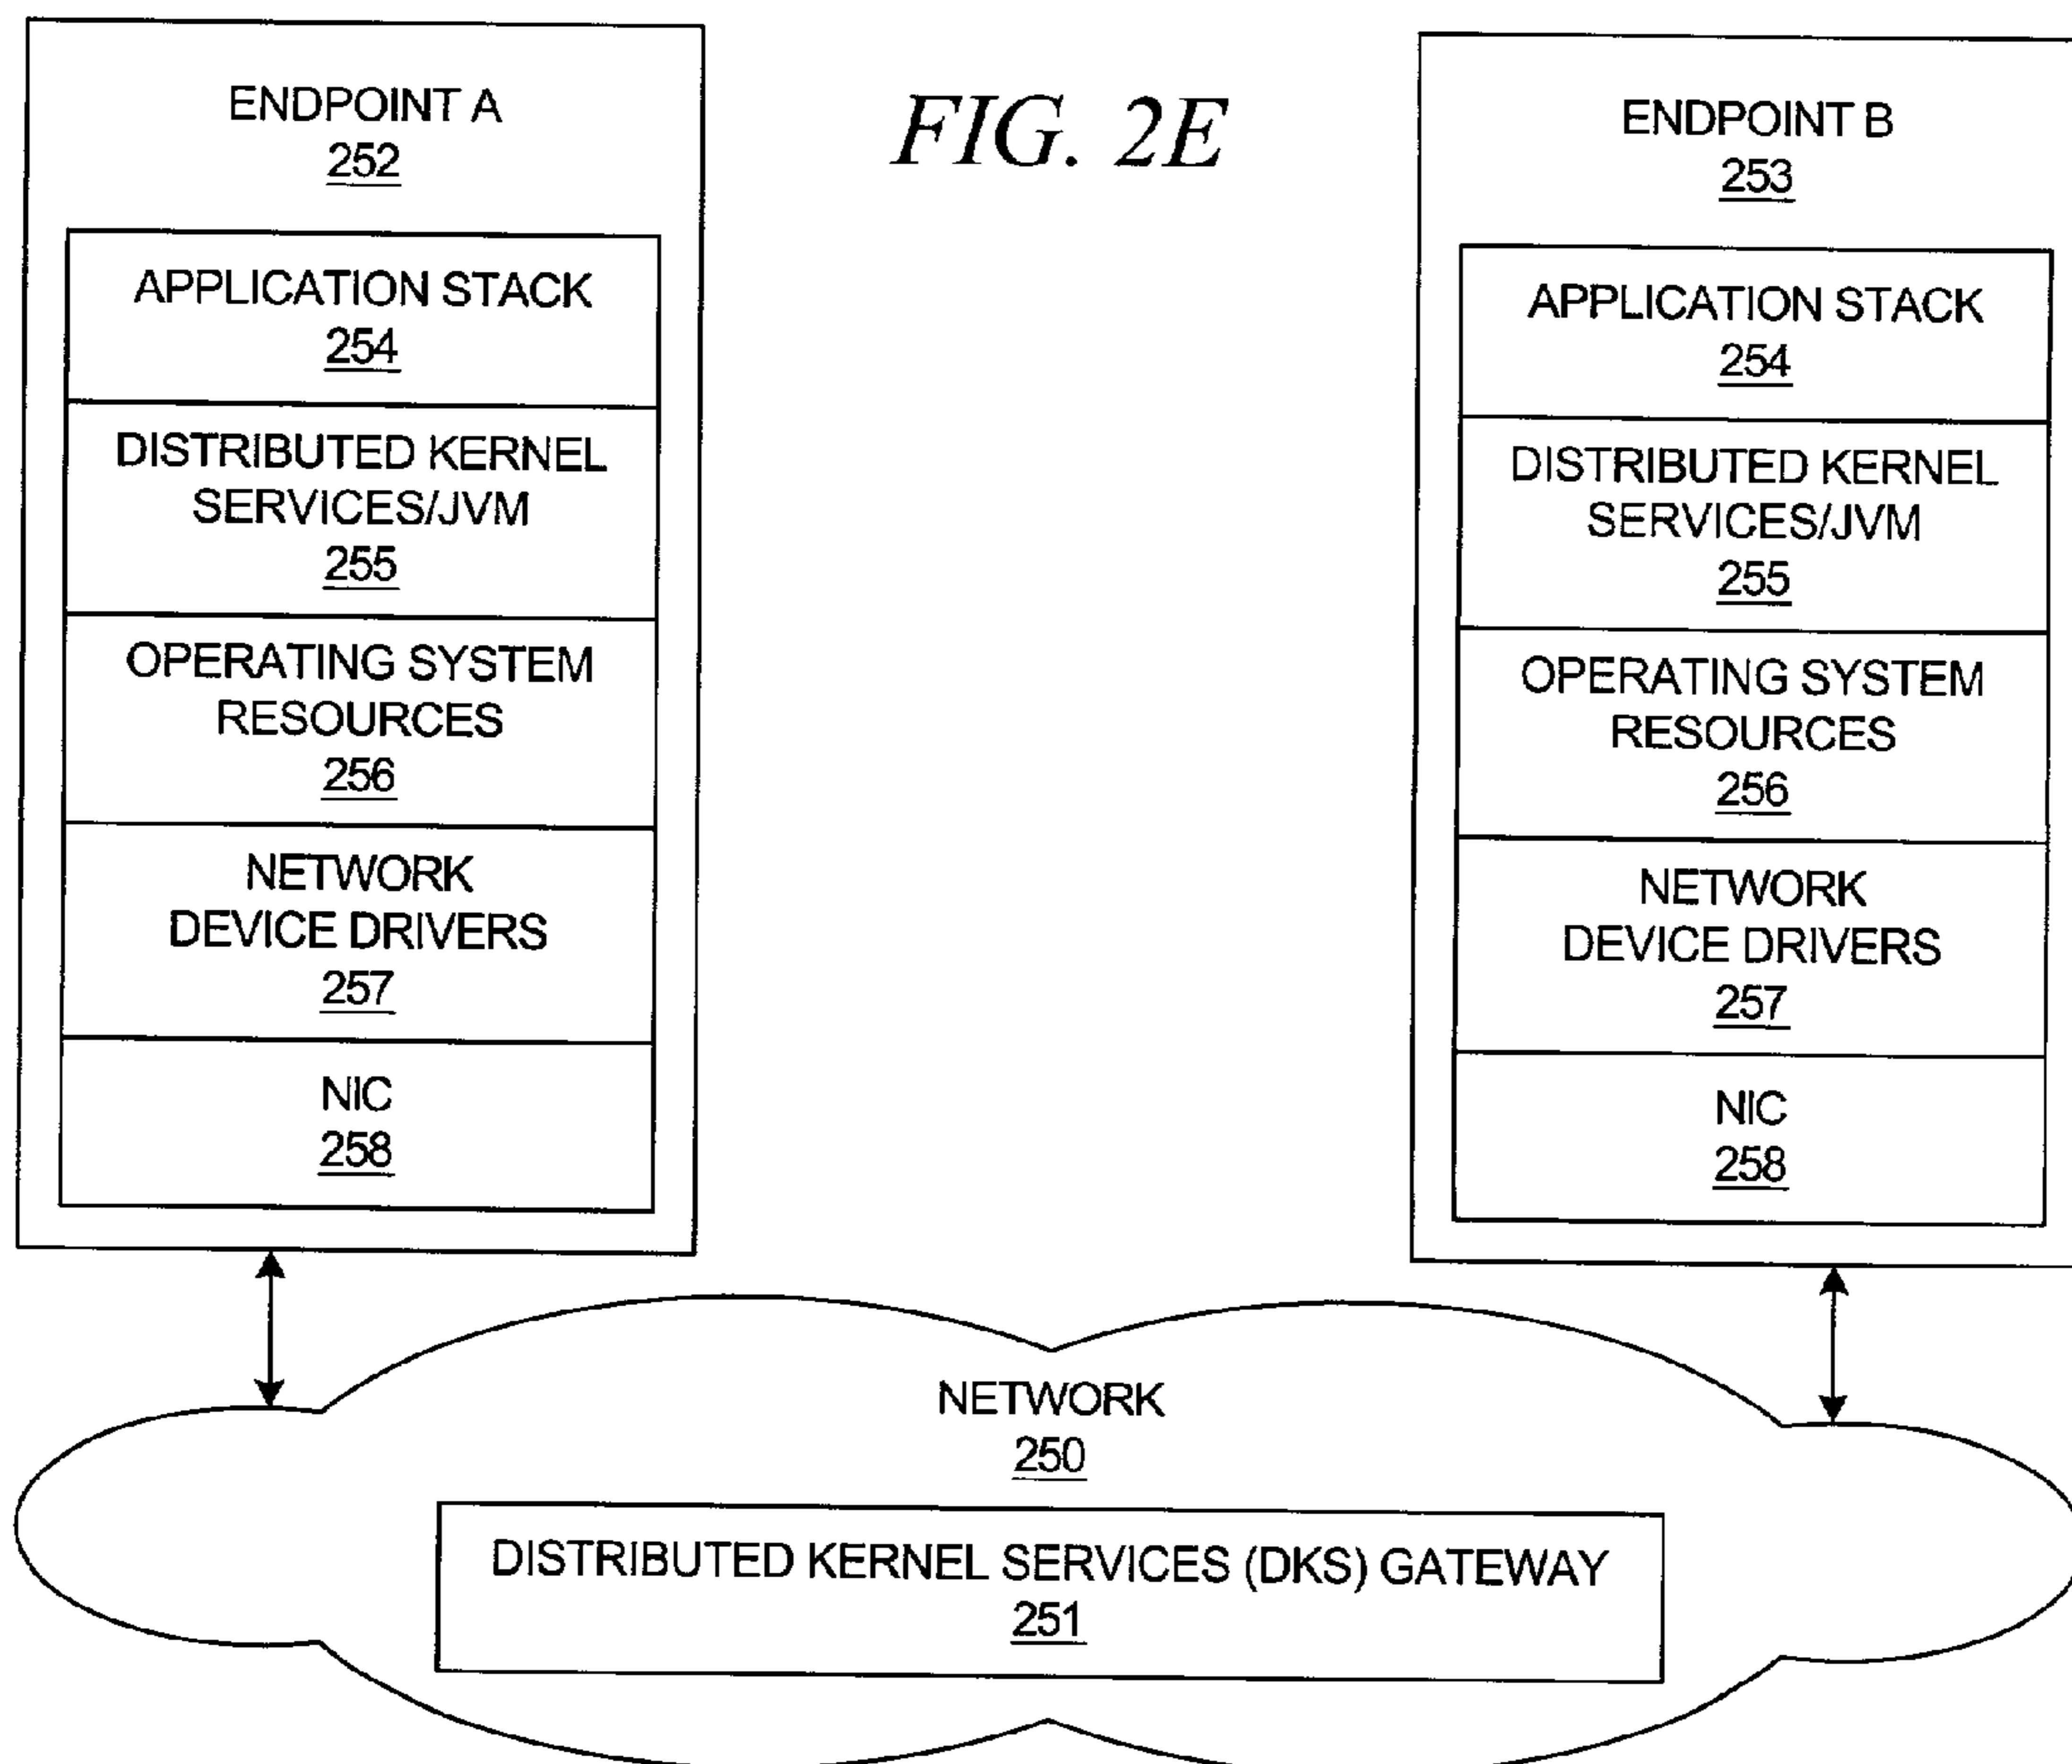 FIG. 2E
ENDPOINT A
252
APPLICATION STACK
254
DISTRIBUTED KERNEL
SERVICES/JVM
255
OPERATING SYSTEM
RESOURCES
256
NETWORK
DEVICE DRIVERS
257
NIC
258
ENDPOINT B
253
APPLICATION STACK
254
DISTRIBUTED KERNEL
SERVICES/JVM
255
OPERATING SYSTEM
RESOURCES
256
NETWORK
DEVICE DRIVERS
257
NIC
258
NETWORK
250
DISTRIBUTED KERNEL SERVICES (DKS) GATEWAY
251